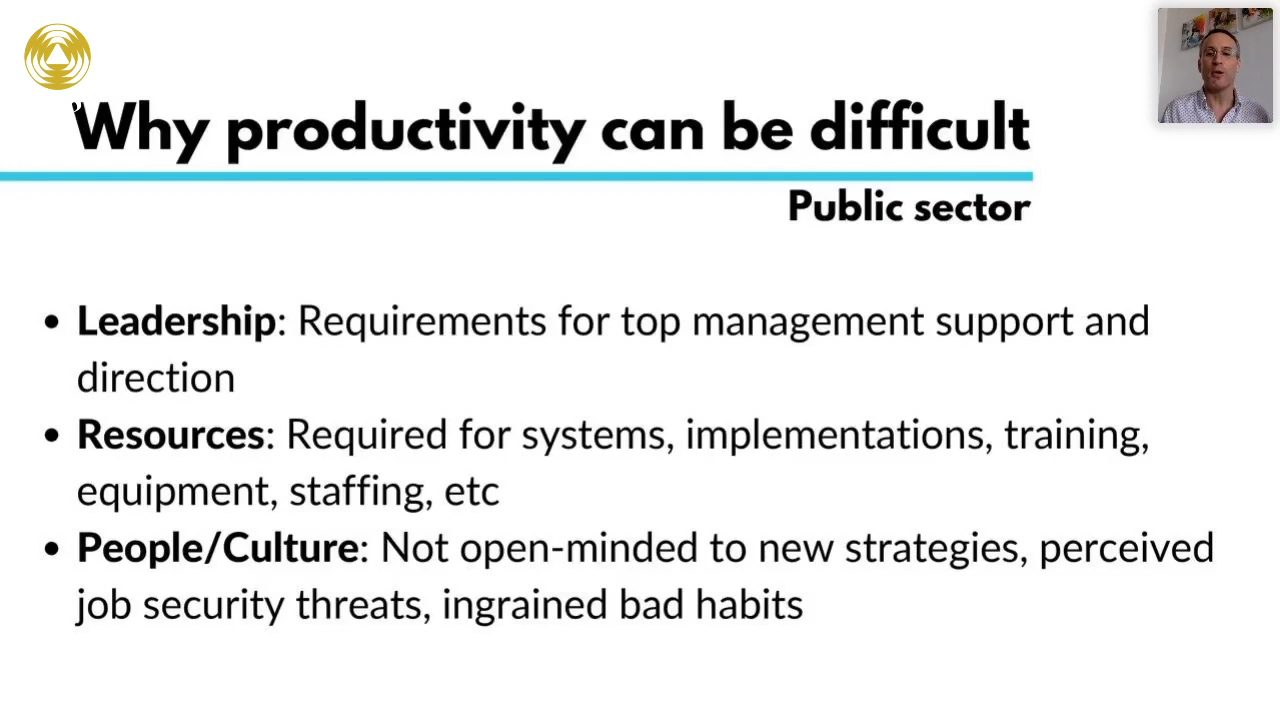 Why productivity can be difficult
Public sector
• Leadership: Requirements for top management support and
direction
• Resources: Required for systems, implementations, training,
equipment, staffing, etc
• People/Culture: Not open-minded to new strategies, perceived
job security threats, ingrained bad habits